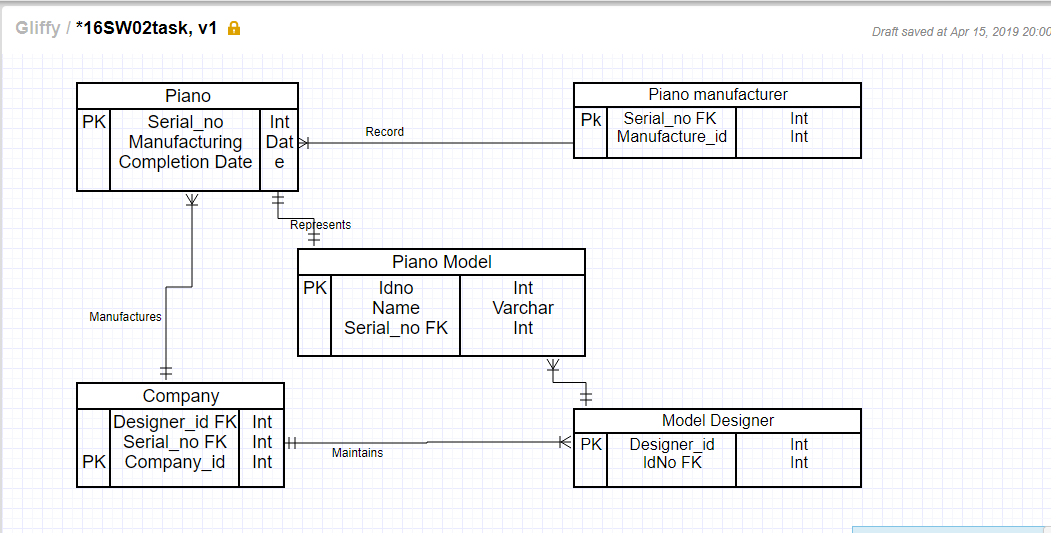 Gliffy / *16SW02task, v1
Draft saved at Apr 15, 2019 20:00
Piano
PK Serial_no Int
Manufacturing Dat
Completion Date e
Record
Piano manufacturer
Pk Serial_no FK Int
Manufacture_id Int
Represents
Piano Model
PK Idno Int
Name Varchar
Serial_no FK Int
Manufactures
Company
Designer_id FK Int
Serial_no FK Int
PK Company_id Int
Maintains
Model Designer
PK Designer_id Int
IdNo FK Int